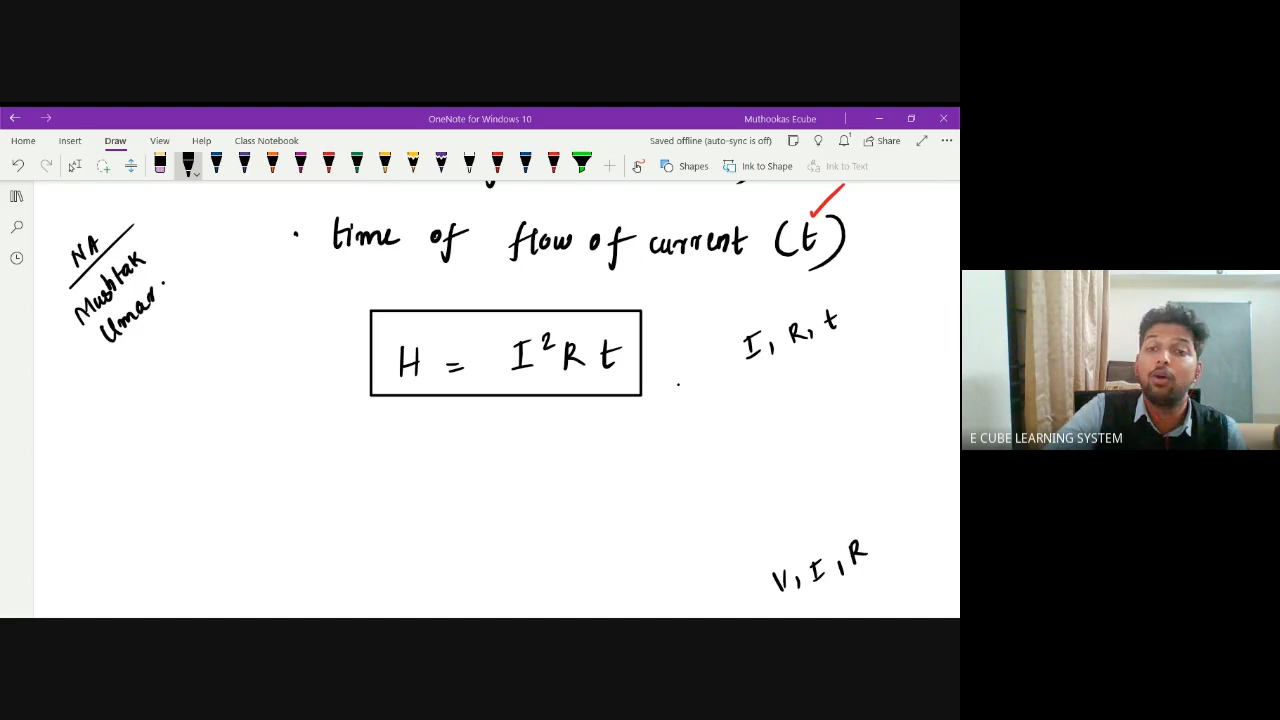 OneNote for Windows 10
Muthookas Ecube
Home Insert Draw View Help Class Notebook
Saved offline (auto-sync is off)
Share
Shapes
Ink to Shape
Ink to Text
time of flow of current (t)
NA
Mushtak
Umar.
H = I²Rt
I, R, t
V, I, R
E CUBE LEARNING SYSTEM